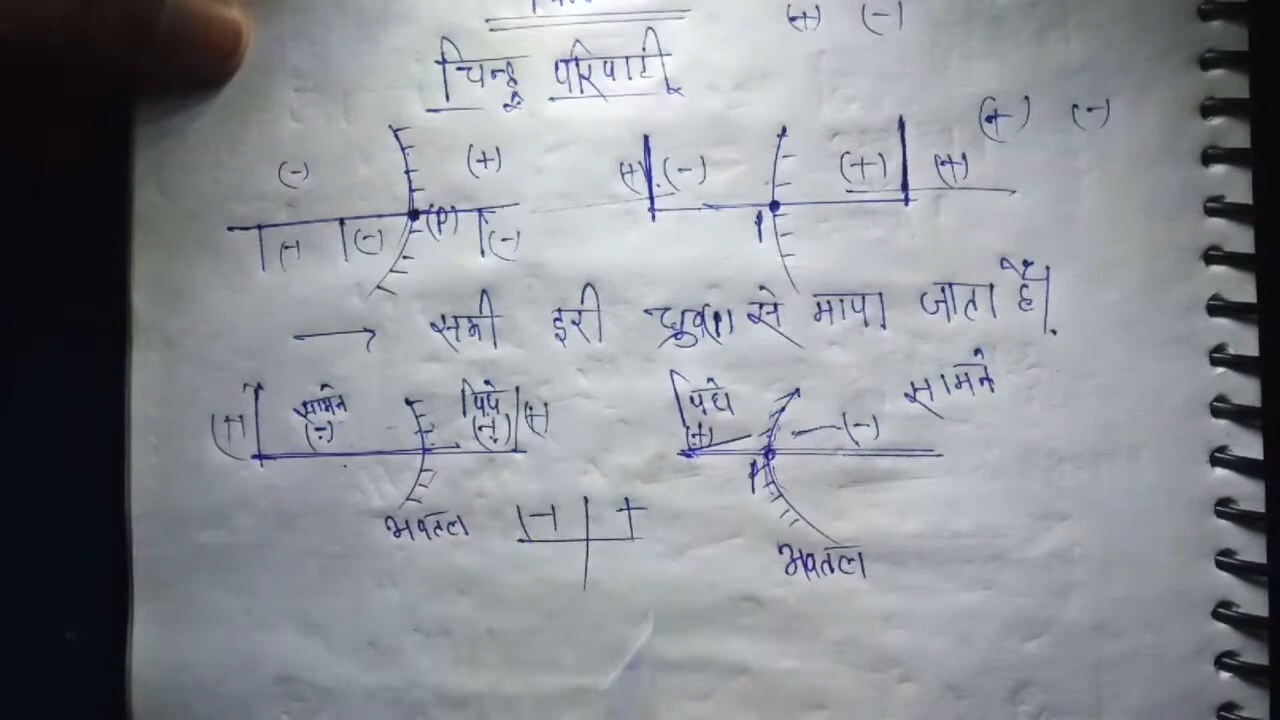 (+) (-)
चिन्ह परिपाटी
(+) (-)
(-) (+) (+) (-) (+) (+)
(P)
(-) (-) (-) P
→ सभी दूरी ध्रुव से मापा जाता है।
(+) सामने (-) पिछे (+) (+)
पिछे (+) (-) सामने
P
अवतल (-) +
अवतल